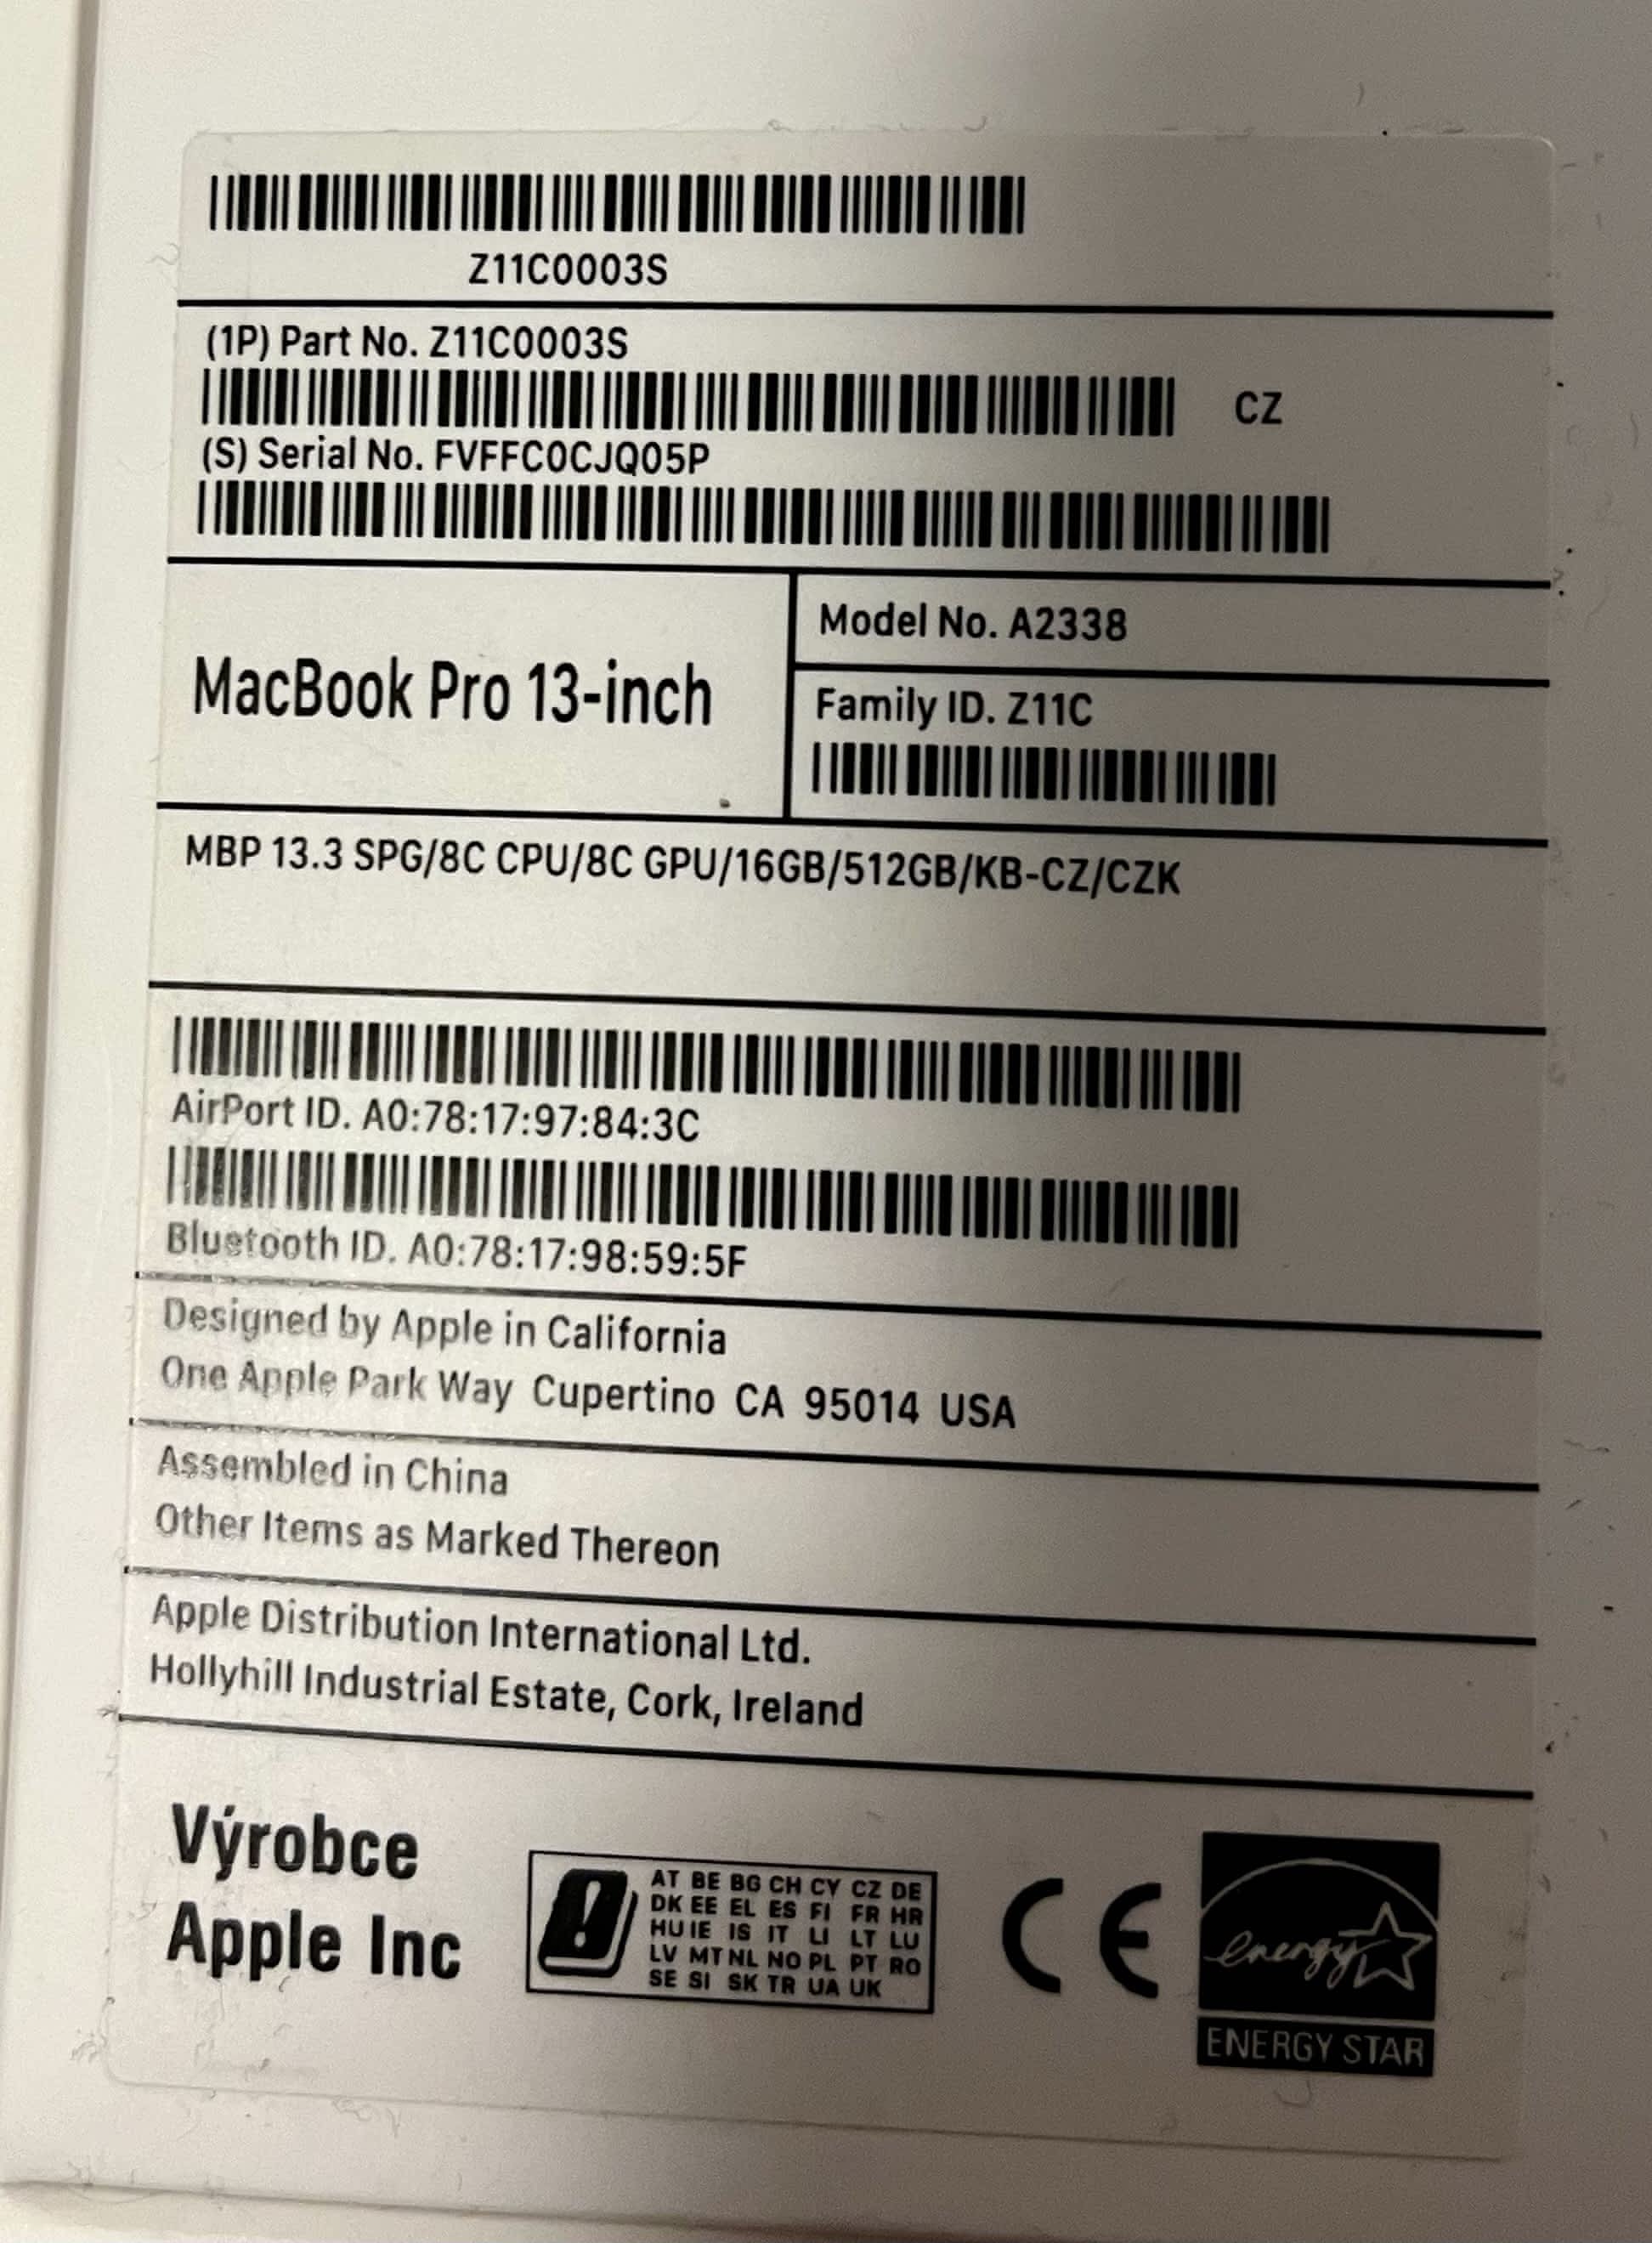 Z11C0003S
(1P) Part No. Z11C0003S
CZ
(S) Serial No. FVFFC0CJQ05P
MacBook Pro 13-inch
Model No. A2338
Family ID. Z11C
MBP 13.3 SPG/8C CPU/8C GPU/16GB/512GB/KB-CZ/CZK
AirPort ID. A0:78:17:97:84:3C
Bluetooth ID. A0:78:17:98:59:5F
Designed by Apple in California
One Apple Park Way Cupertino CA 95014 USA
Assembled in China
Other Items as Marked Thereon
Apple Distribution International Ltd.
Hollyhill Industrial Estate, Cork, Ireland
Výrobce
Apple Inc
!
AT BE BG CH CY CZ DE
DK EE EL ES FI FR HR
HU IE IS IT LI LT LU
LV MT NL NO PL PT RO
SE SI SK TR UA UK
CE
energy
ENERGY STAR